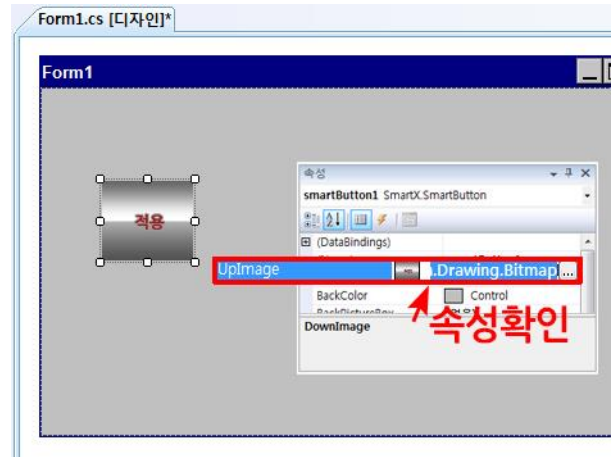 Form1.cs [디자인]*
Form1
적용
속성
smartButton1 SmartX.SmartButton
(DataBindings)
UpImage .Drawing.Bitmap ...
BackColor Control
BackPictureBox
속성확인
DownImage